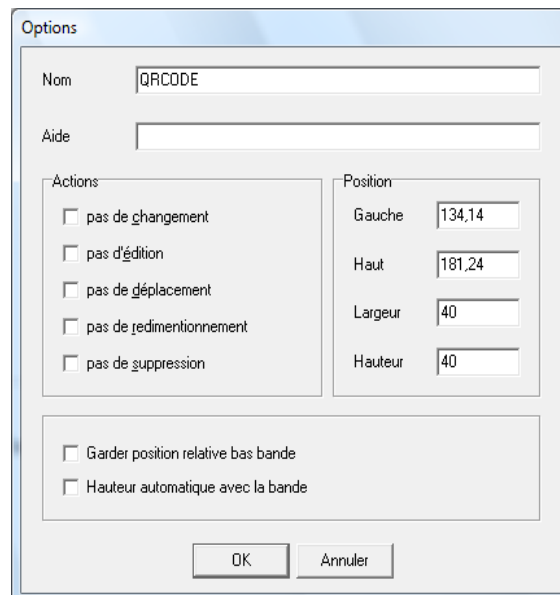 Options
Nom QRCODE
Aide
Actions
pas de changement
pas d'édition
pas de déplacement
pas de redimentionnement
pas de suppression
Position
Gauche 134,14
Haut 181,24
Largeur 40
Hauteur 40
Garder position relative bas bande
Hauteur automatique avec la bande
OK Annuler